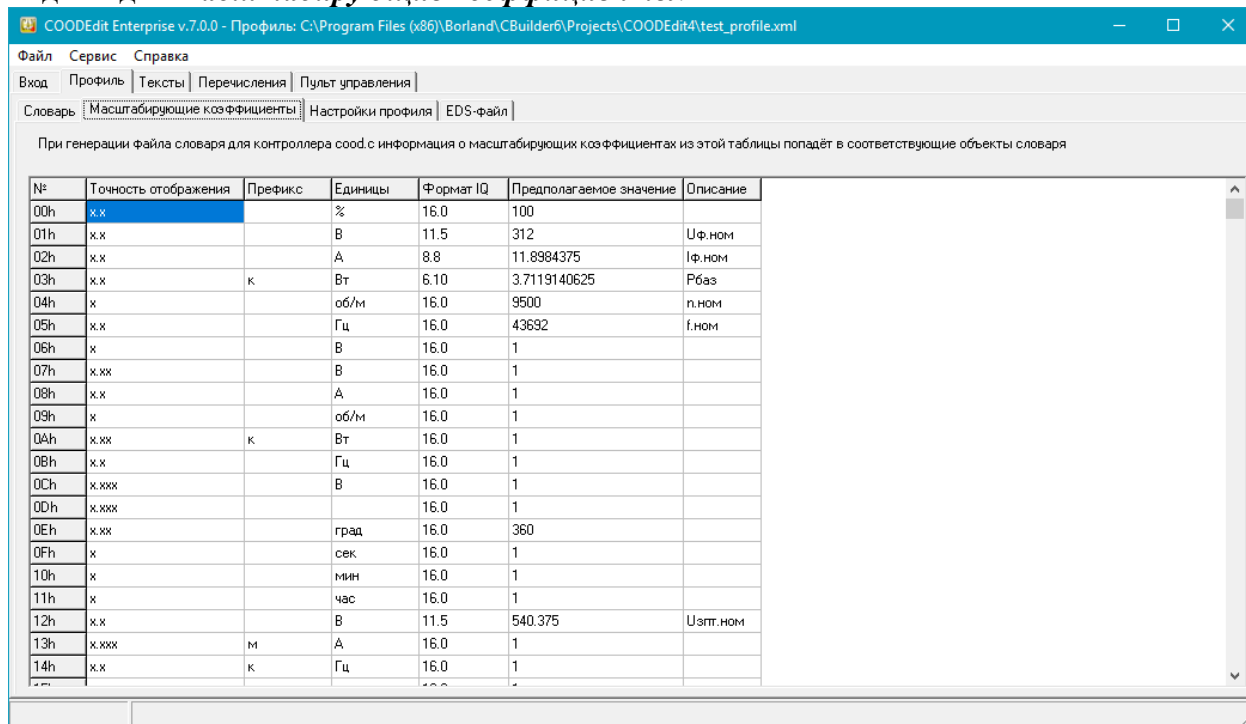 COODEdit Enterprise v.7.0.0 - Профиль: C:\Program Files (x86)\Borland\CBuilder6\Projects\COODEdit4\test_profile.xml
Файл Сервис Справка
Вход Профиль Тексты Перечисления Пульт управления
Словарь Масштабирующие коэффициенты Настройки профиля EDS-файл
При генерации файла словаря для контроллера cood.c информация о масштабирующих коэффициентах из этой таблицы попадёт в соответствующие объекты словаря
№ Точность отображения Префикс Единицы Формат IQ Предполагаемое значение Описание
00h x.x % 16.0 100
01h x.x В 11.5 312 Uф.ном
02h x.x А 8.8 11.8984375 Iф.ном
03h x.x к Вт 6.10 3.7119140625 Pбаз
04h x об/м 16.0 9500 n.ном
05h x.x Гц 16.0 43692 f.ном
06h x В 16.0 1
07h x.xx В 16.0 1
08h x.x А 16.0 1
09h x об/м 16.0 1
0Ah x.xx к Вт 16.0 1
0Bh x.x Гц 16.0 1
0Ch x.xxx В 16.0 1
0Dh x.xxx 16.0 1
0Eh x.xx град 16.0 360
0Fh x сек 16.0 1
10h x мин 16.0 1
11h x час 16.0 1
12h x.x В 11.5 540.375 Uзпт.ном
13h x.xxx м А 16.0 1
14h x.x к Гц 16.0 1